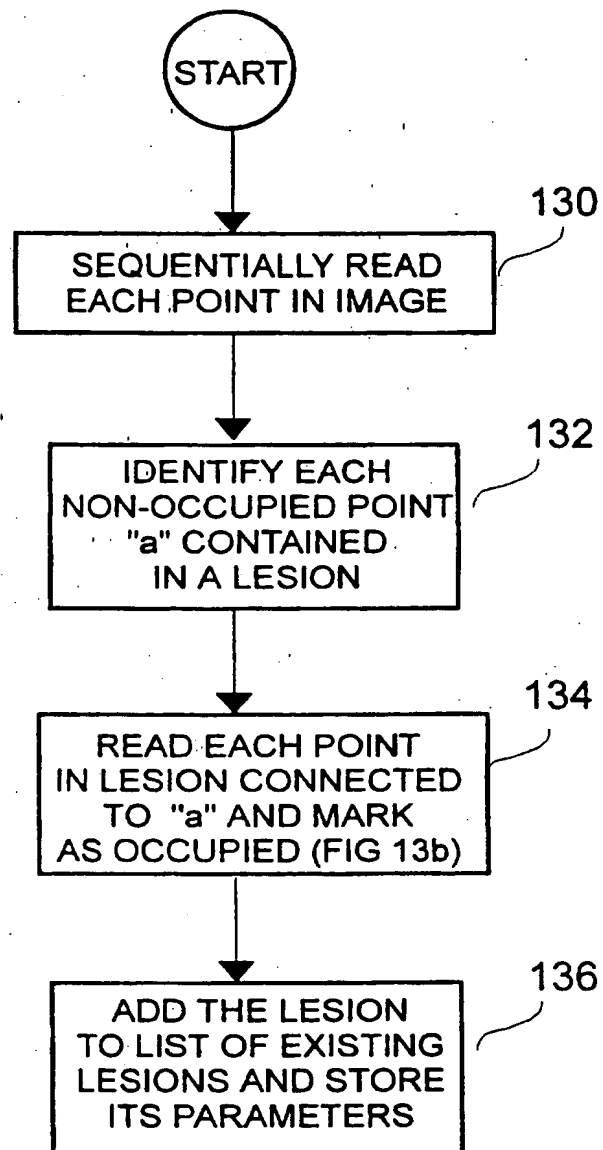 START
130
SEQUENTIALLY READ
EACH POINT IN IMAGE
132
IDENTIFY EACH
NON-OCCUPIED POINT
"a" CONTAINED
IN A LESION
134
READ EACH POINT
IN LESION CONNECTED
TO "a" AND MARK
AS OCCUPIED (FIG 13b)
136
ADD THE LESION
TO LIST OF EXISTING
LESIONS AND STORE
ITS PARAMETERS